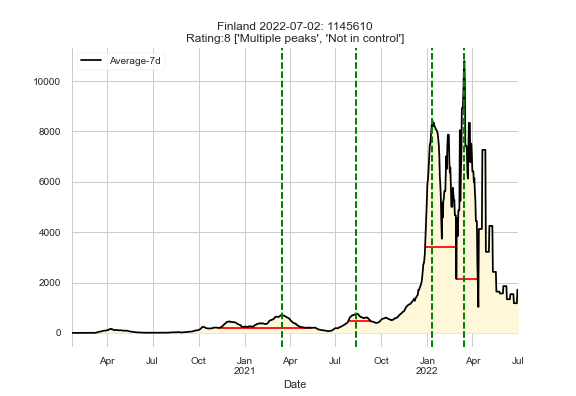 Finland 2022-07-02: 1145610
Rating:8 ['Multiple peaks', 'Not in control']
Average-7d
10000
8000
6000
4000
2000
0
Apr
Jul
Oct
Jan
2021
Apr
Jul
Oct
Jan
2022
Apr
Jul
Date